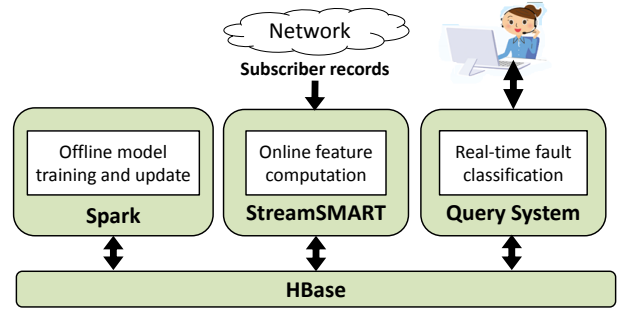 Network
Subscriber records
Offline model
training and update
Spark
Online feature
computation
StreamSMART
Real-time fault
classification
Query System
HBase